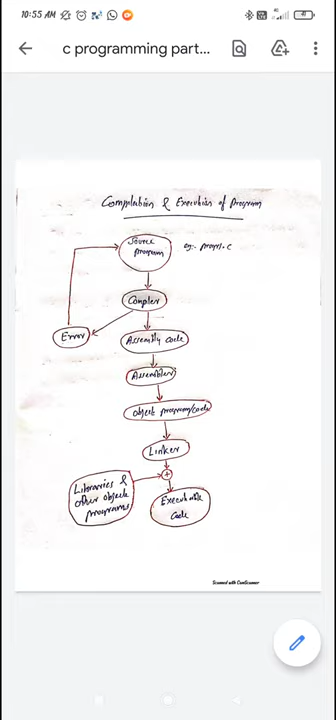 10:55 AM
c programming part...
Compilation & Execution of Program
Source
program
eg:- prog1.c
Compiler
Error
Assembly code
Assembler
Object program/code
Linker
+
Libraries &
other object
programs
Executable
code
Scanned with CamScanner